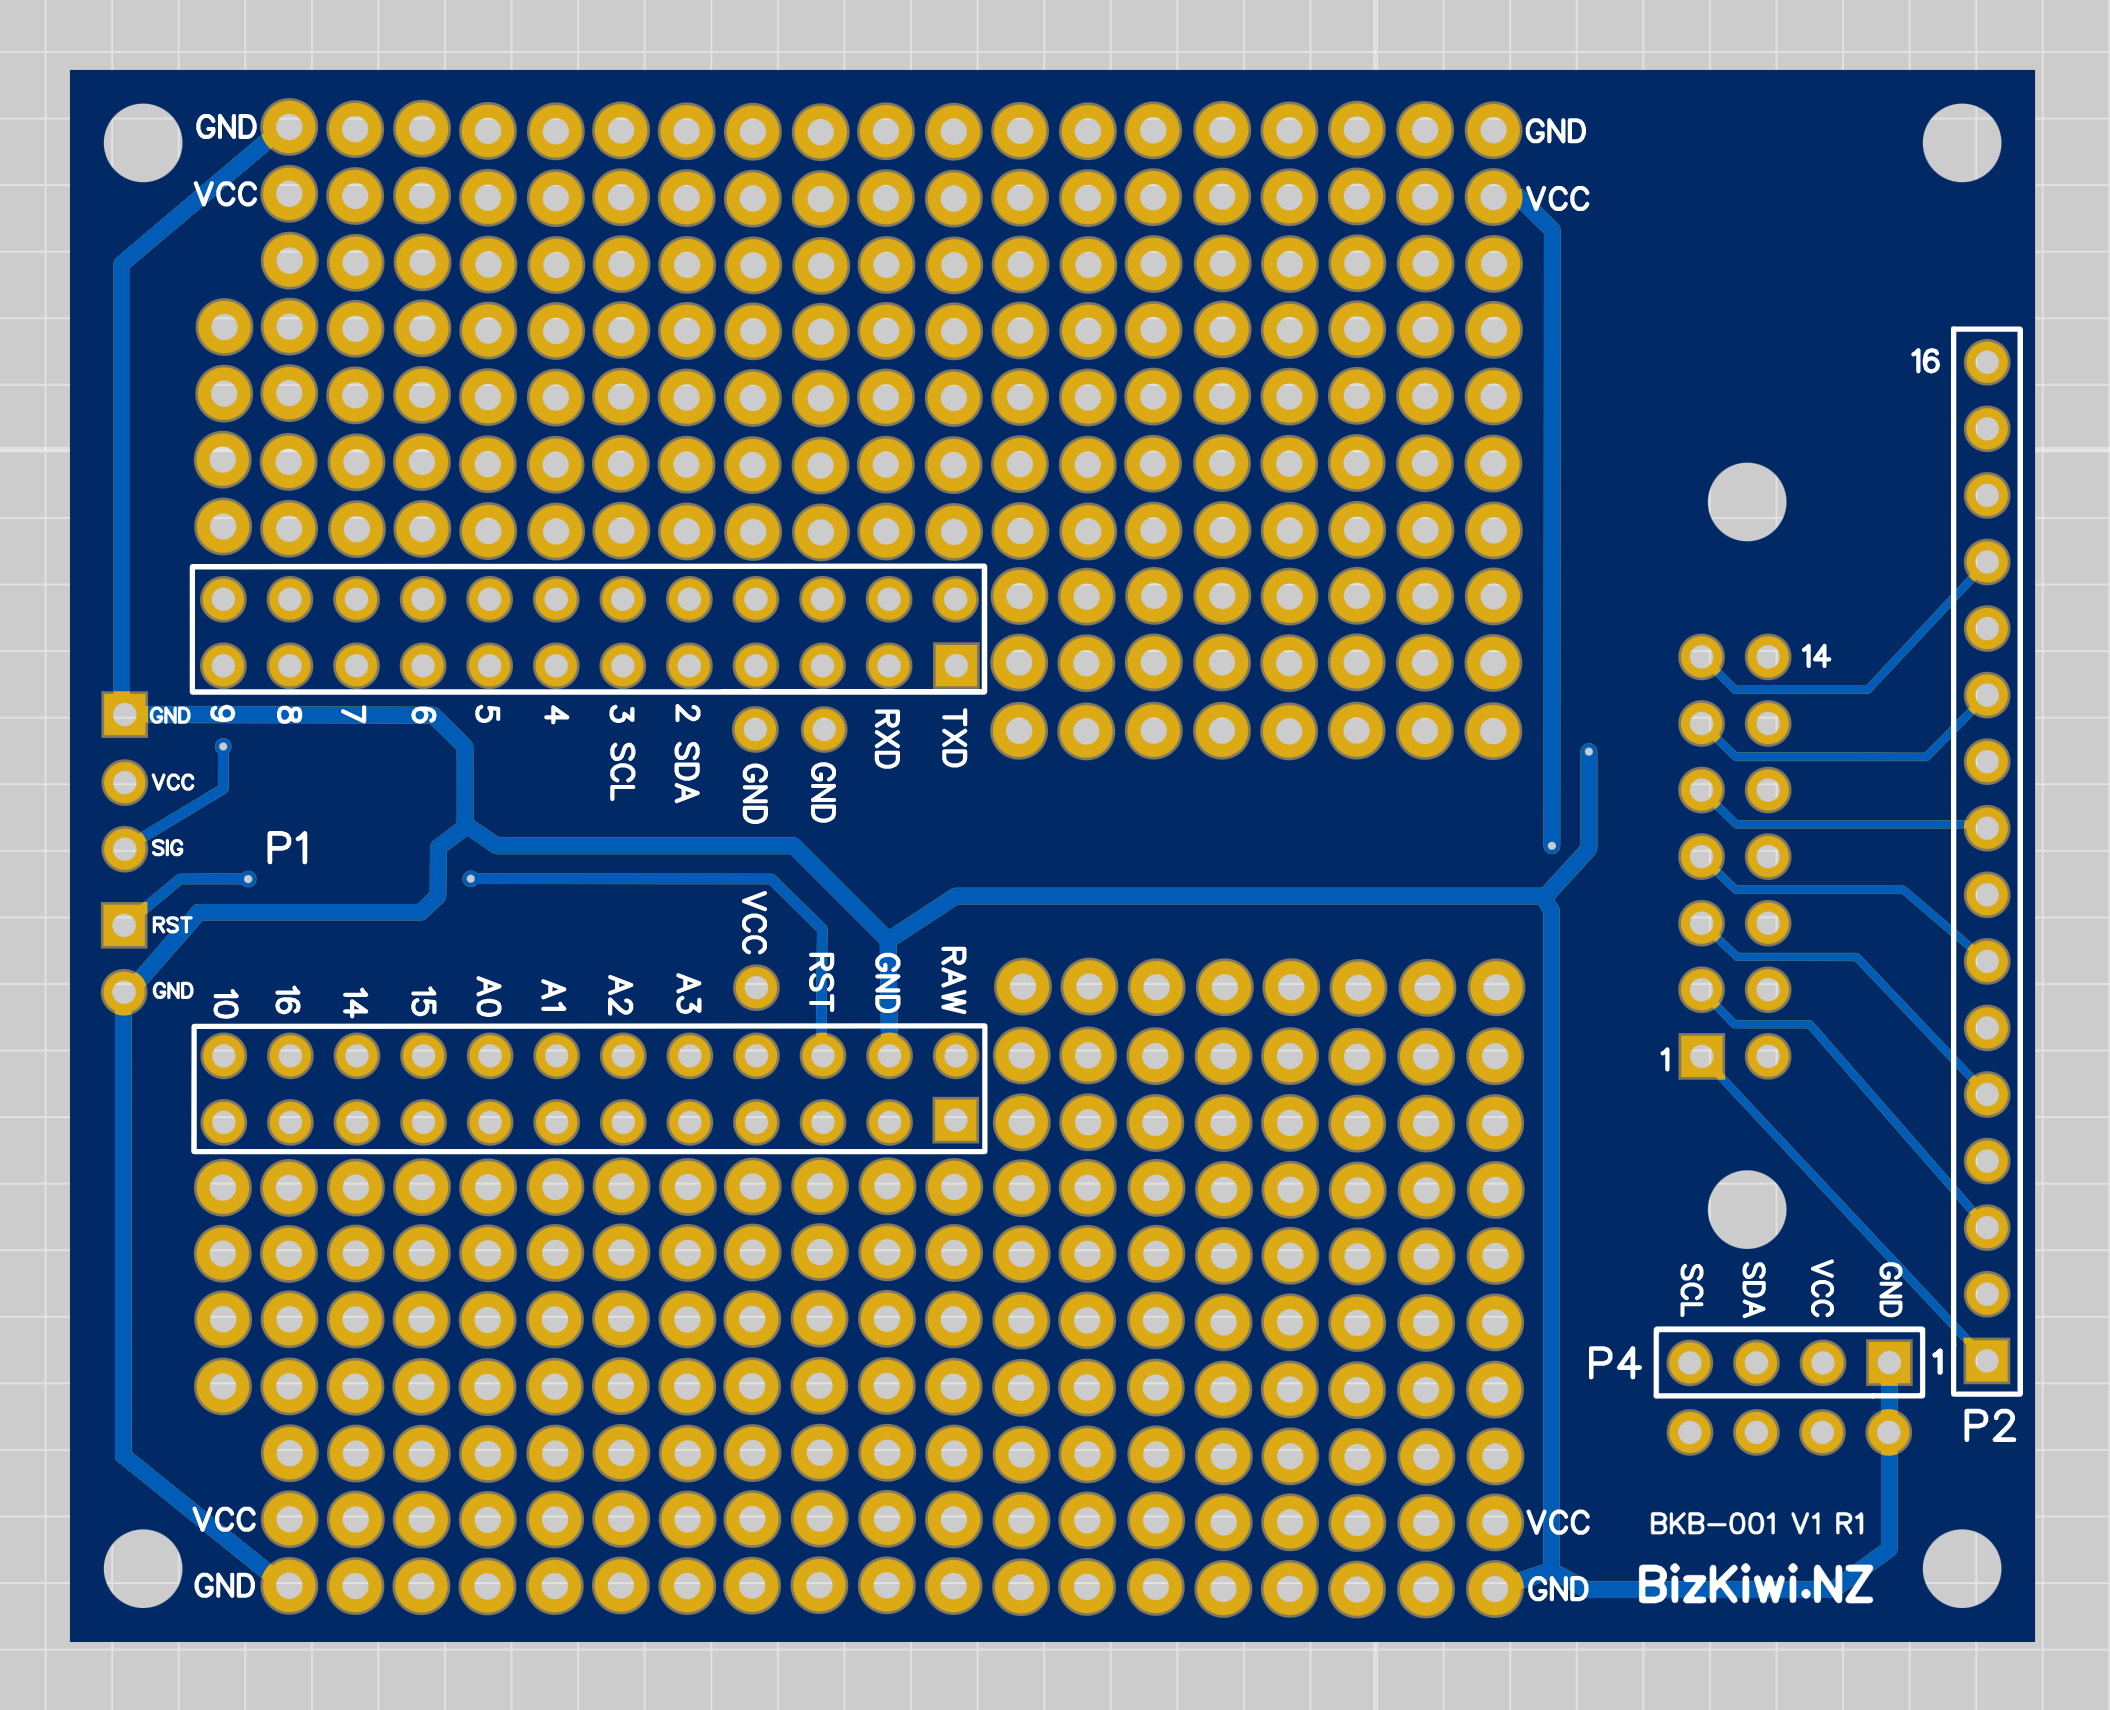 GND
GND
VCC
VCC
16
14
GND
9
8
7
6
5
4
3 SCL
2 SDA
GND
GND
RXD
TXD
VCC
SIG
P1
RST
GND
10
16
14
15
A0
A1
A2
A3
VCC
RST
GND
RAW
1
SCL
SDA
VCC
GND
P4
1
P2
VCC
VCC
BKB-001 V1 R1
GND
GND
BizKiwi.NZ